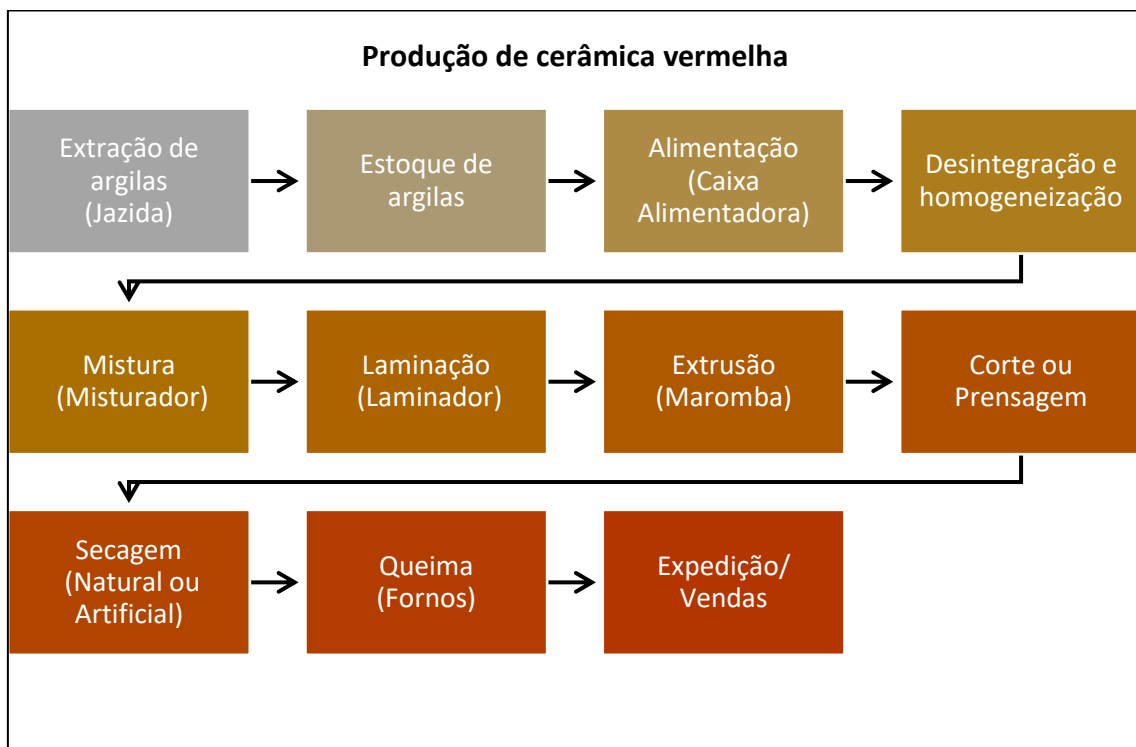 Produção de cerâmica vermelha
Extração de
argilas
(Jazida)
Estoque de
argilas
Alimentação
(Caixa
Alimentadora)
Desintegração e
homogeneização
Mistura
(Misturador)
Laminação
(Laminador)
Extrusão
(Maromba)
Corte ou
Prensagem
Secagem
(Natural ou
Artificial)
Queima
(Fornos)
Expedição/
Vendas